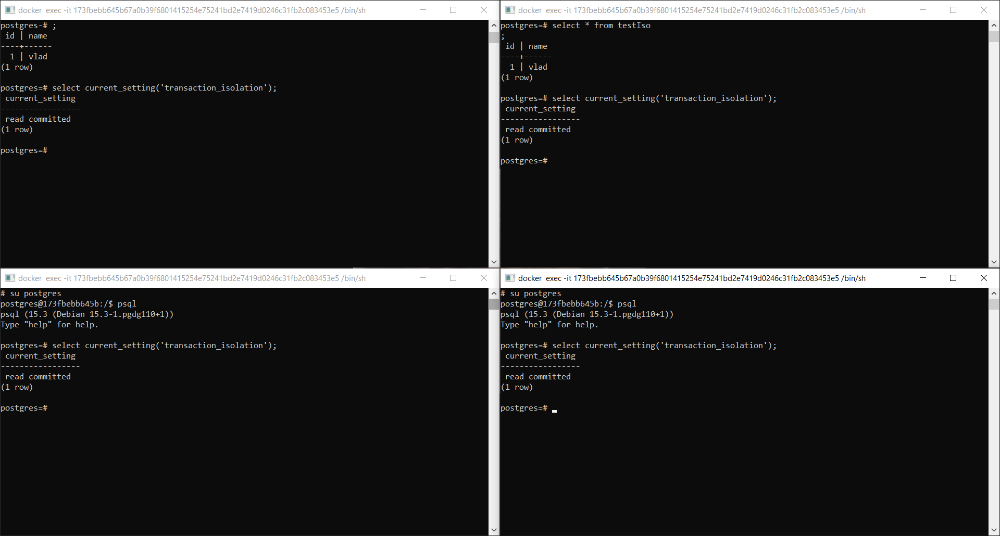 docker  exec -it 173fbebb645b67a0b39f6801415254e75241bd2e7419d0246c31fb2c083453e5 /bin/sh
postgres-# ;
 id | name
----+------
  1 | vlad
(1 row)

postgres=# select current_setting('transaction_isolation');
 current_setting
-----------------
 read committed
(1 row)

postgres=#
docker  exec -it 173fbebb645b67a0b39f6801415254e75241bd2e7419d0246c31fb2c083453e5 /bin/sh
postgres=# select * from testIso
;
 id | name
----+------
  1 | vlad
(1 row)

postgres=# select current_setting('transaction_isolation');
 current_setting
-----------------
 read committed
(1 row)

postgres=#
docker  exec -it 173fbebb645b67a0b39f6801415254e75241bd2e7419d0246c31fb2c083453e5 /bin/sh
# su postgres
postgres@173fbebb645b:/$ psql
psql (15.3 (Debian 15.3-1.pgdg110+1))
Type "help" for help.

postgres=# select current_setting('transaction_isolation');
 current_setting
-----------------
 read committed
(1 row)

postgres=#
docker  exec -it 173fbebb645b67a0b39f6801415254e75241bd2e7419d0246c31fb2c083453e5 /bin/sh
# su postgres
postgres@173fbebb645b:/$ psql
psql (15.3 (Debian 15.3-1.pgdg110+1))
Type "help" for help.

postgres=# select current_setting('transaction_isolation');
 current_setting
-----------------
 read committed
(1 row)

postgres=#